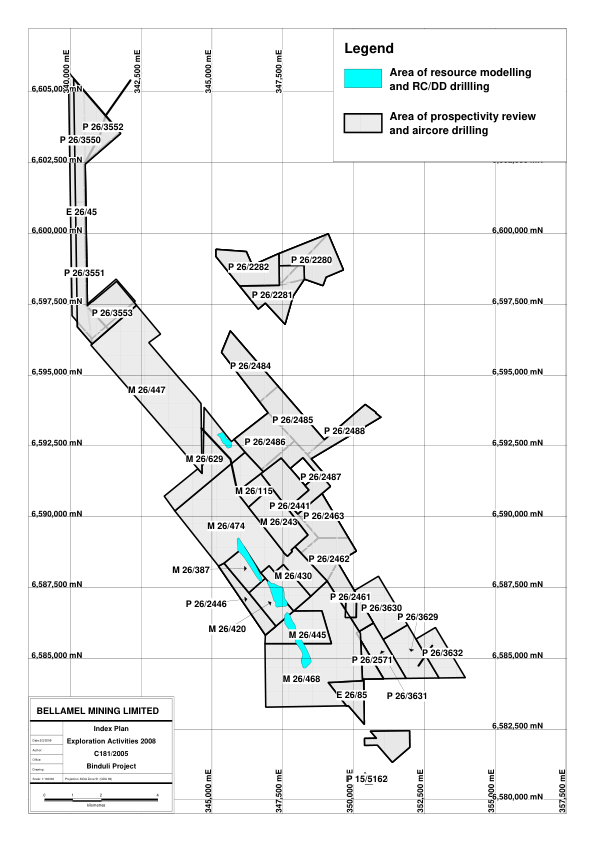 Legend
Area of resource modelling
and RC/DD drillling
Area of prospectivity review
and aircore drilling
340,000 mE
342,500 mE
345,000 mE
347,500 mE
6,605,000 mN
P 26/3552
P 26/3550
6,602,500 mN
E 26/45
6,600,000 mN
6,600,000 mN
P 26/2280
P 26/2282
P 26/3551
P 26/2281
6,597,500 mN
6,597,500 mN
P 26/3553
P 26/2484
6,595,000 mN
6,595,000 mN
M 26/447
P 26/2485
P 26/2488
6,592,500 mN
P 26/2486
6,592,500 mN
M 26/629
P 26/2487
M 26/115
P 26/2441
6,590,000 mN
P 26/2463
6,590,000 mN
M 26/474
M 26/243
P 26/2462
M 26/387
M 26/430
6,587,500 mN
6,587,500 mN
P 26/2461
P 26/2446
P 26/3630
P 26/3629
M 26/420
M 26/445
6,585,000 mN
P 26/2571
P 26/3632
6,585,000 mN
M 26/468
E 26/85
P 26/3631
6,582,500 mN
P 15/5162
6,580,000 mN
345,000 mE
347,500 mE
350,000 mE
352,500 mE
355,000 mE
357,500 mE
BELLAMEL MINING LIMITED
Index Plan
Exploration Activities 2008
C181/2005
Binduli Project
Author:
Office:
Drawing:
0 1 2 4
kilometres